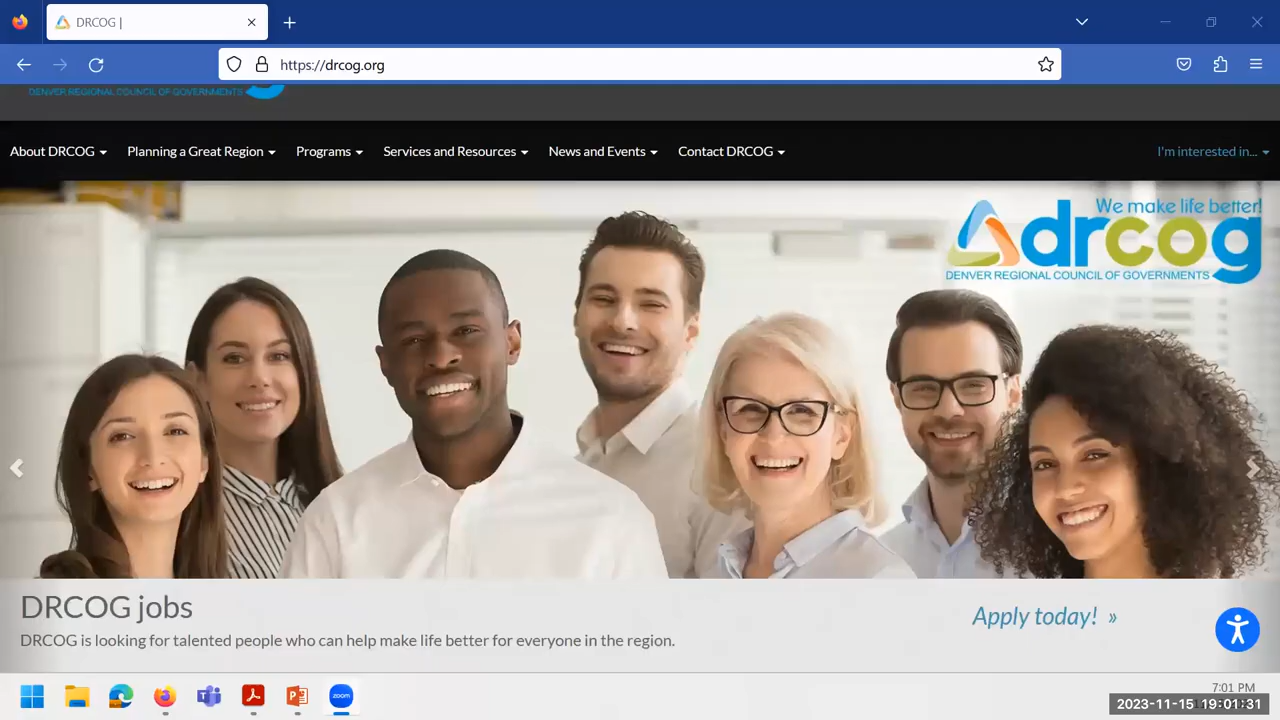 DRCOG |
https://drcog.org
DENVER REGIONAL COUNCIL OF GOVERNMENTS
About DRCOG
Planning a Great Region
Programs
Services and Resources
News and Events
Contact DRCOG
I'm interested in...
We make life better!
drcog
DENVER REGIONAL COUNCIL OF GOVERNMENTS
DRCOG jobs
Apply today! »
DRCOG is looking for talented people who can help make life better for everyone in the region.
zoom
7:01 PM
2023-11-15 19:01:31